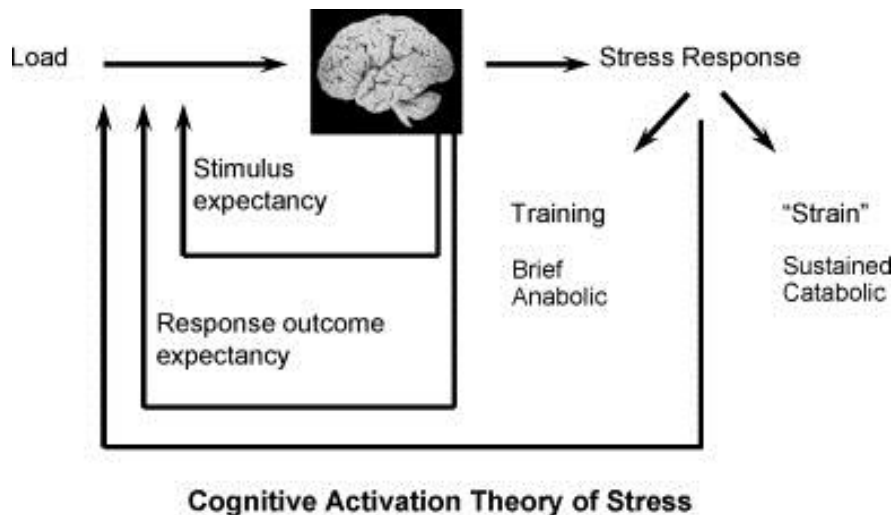 Load
Stress Response
Stimulus
expectancy
Training
"Strain"
Brief
Anabolic
Sustained
Catabolic
Response outcome
expectancy
Cognitive Activation Theory of Stress